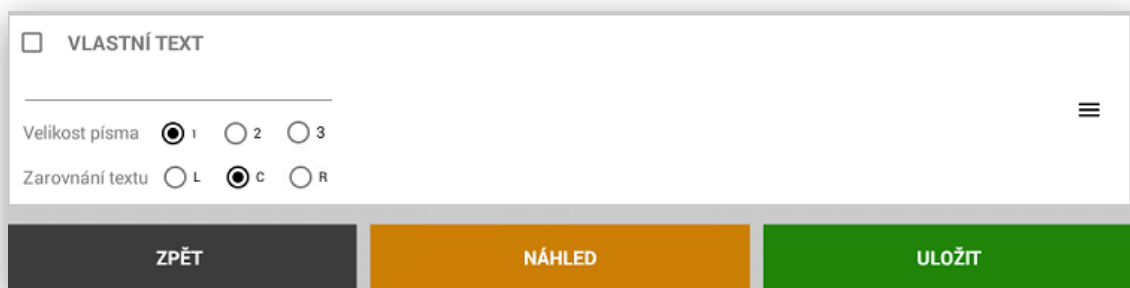 VLASTNÍ TEXT
Velikost písma 1 2 3
Zarovnání textu L C R
ZPĚT NÁHLED ULOŽIT